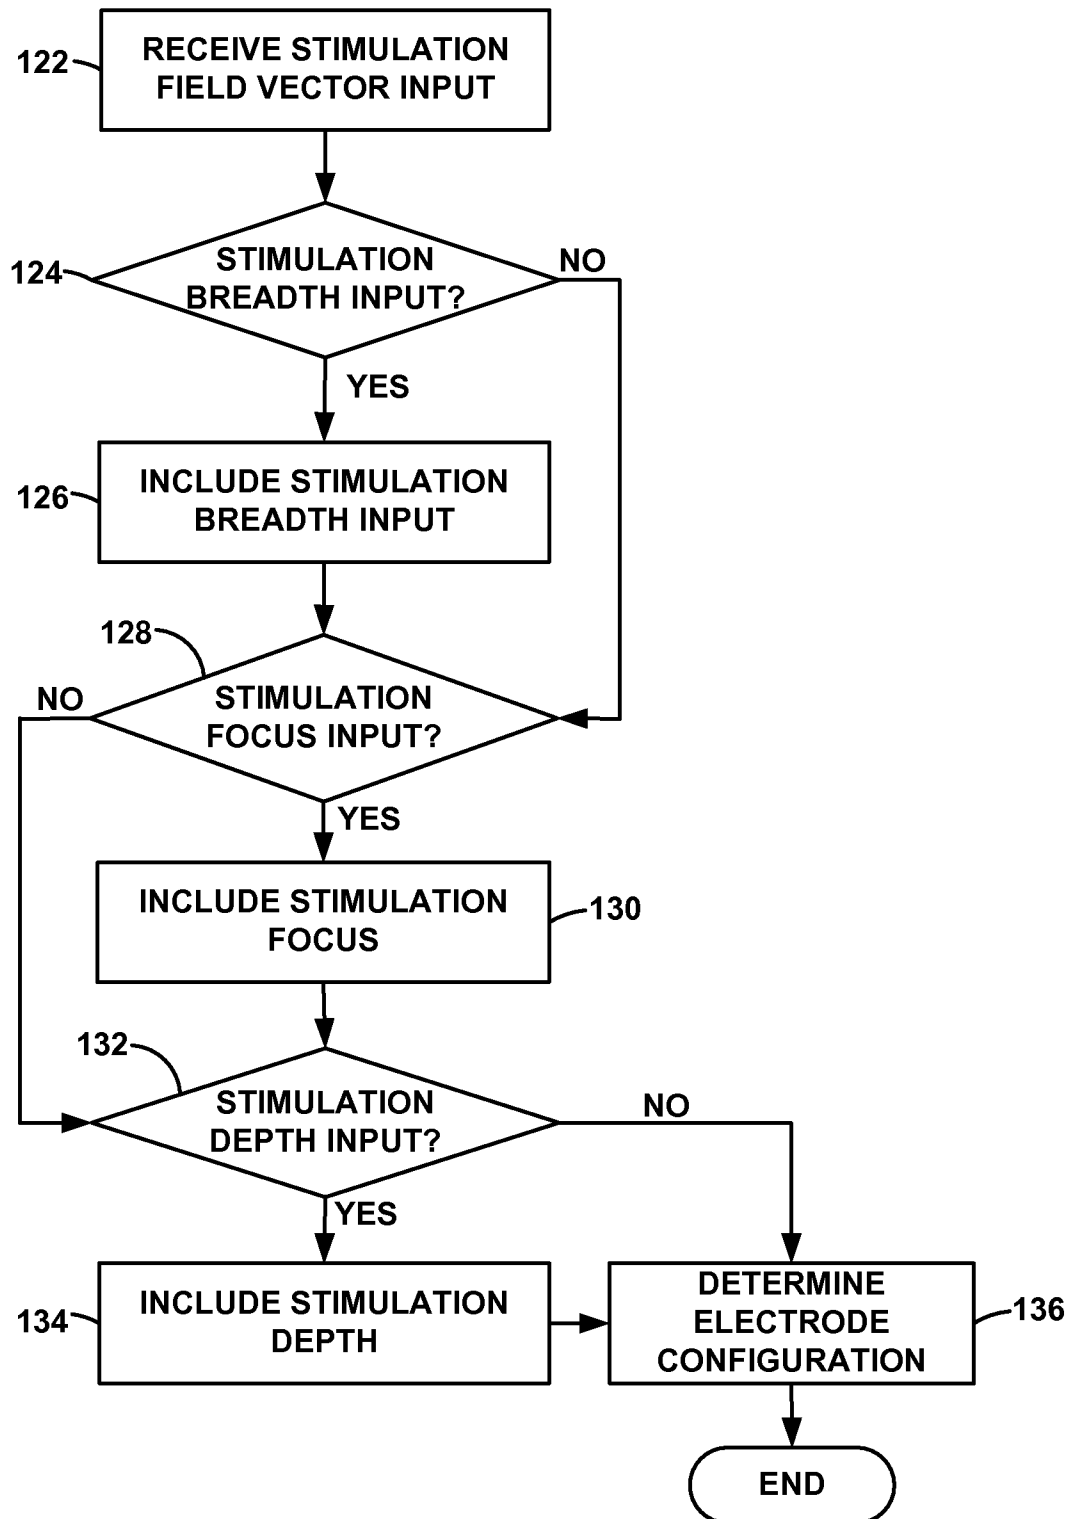 122
RECEIVE STIMULATION
FIELD VECTOR INPUT
124
STIMULATION
BREADTH INPUT?
NO
YES
126
INCLUDE STIMULATION
BREADTH INPUT
128
NO
STIMULATION
FOCUS INPUT?
YES
INCLUDE STIMULATION
FOCUS
130
132
STIMULATION
DEPTH INPUT?
NO
YES
134
INCLUDE STIMULATION
DEPTH
DETERMINE
ELECTRODE
CONFIGURATION
136
END